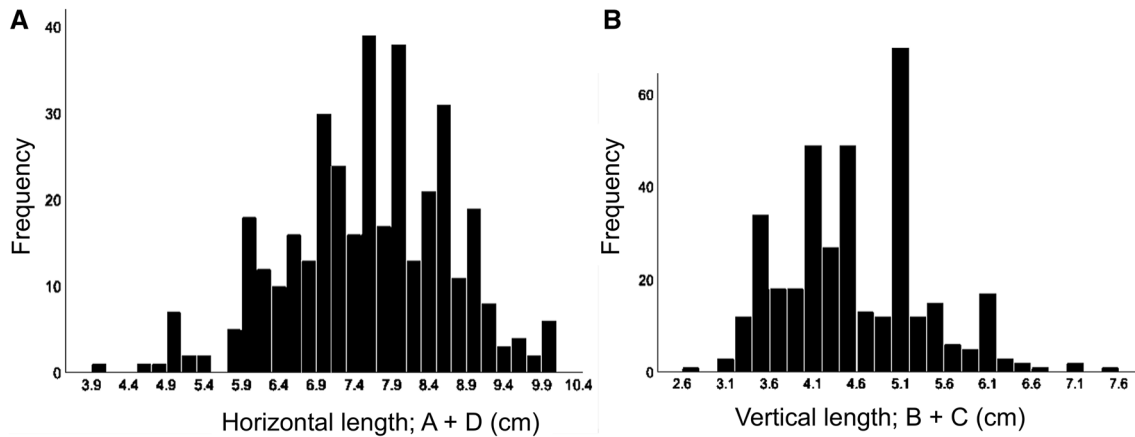 A
Frequency
40
30
20
10
0
3.9 4.4 4.9 5.4 5.9 6.4 6.9 7.4 7.9 8.4 8.9 9.4 9.9 10.4
Horizontal length; A + D (cm)
B
Frequency
60
40
20
0
2.6 3.1 3.6 4.1 4.6 5.1 5.6 6.1 6.6 7.1 7.6
Vertical length; B + C (cm)